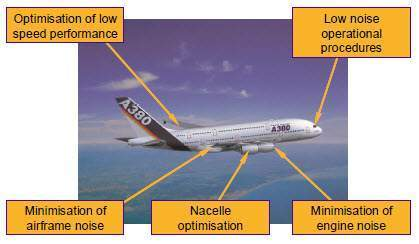 Optimisation of low
speed performance
Low noise
operational
procedures
A380
A380
Minimisation of
airframe noise
Nacelle
optimisation
Minimisation of
engine noise